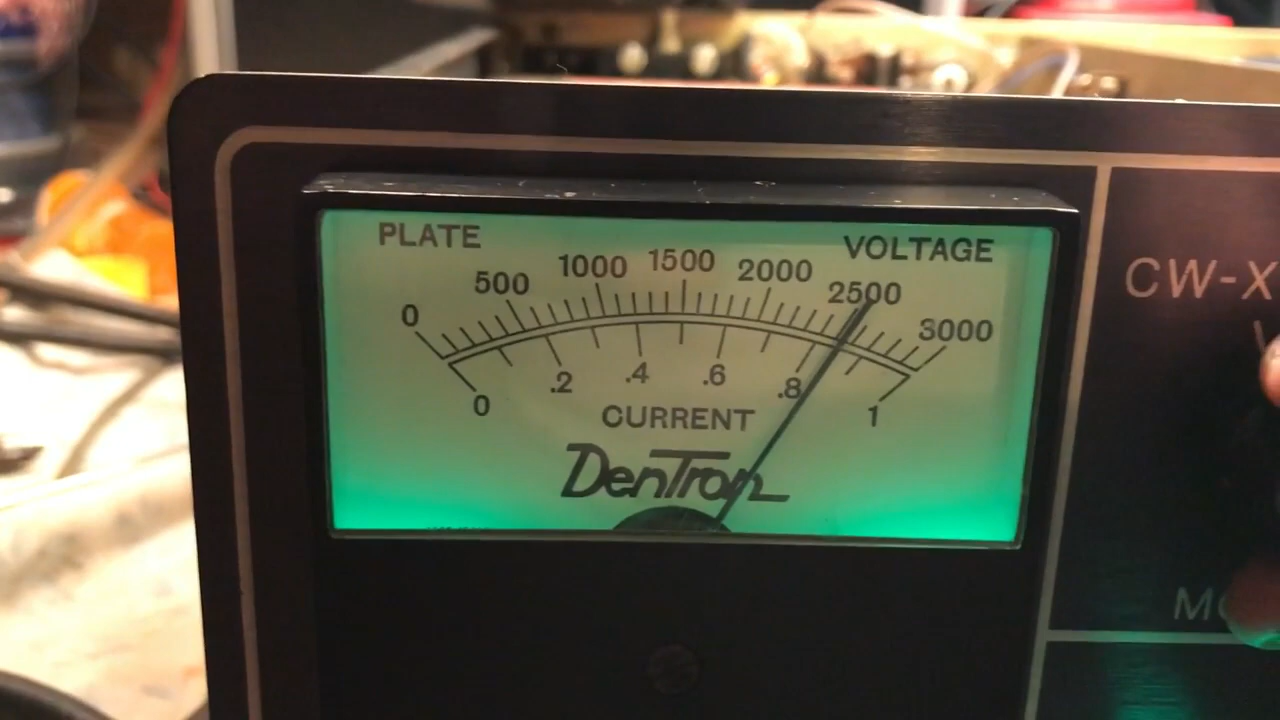 PLATE VOLTAGE
0 500 1000 1500 2000 2500 3000
0 .2 .4 .6 .8 1
CURRENT
DenTron
CW-X